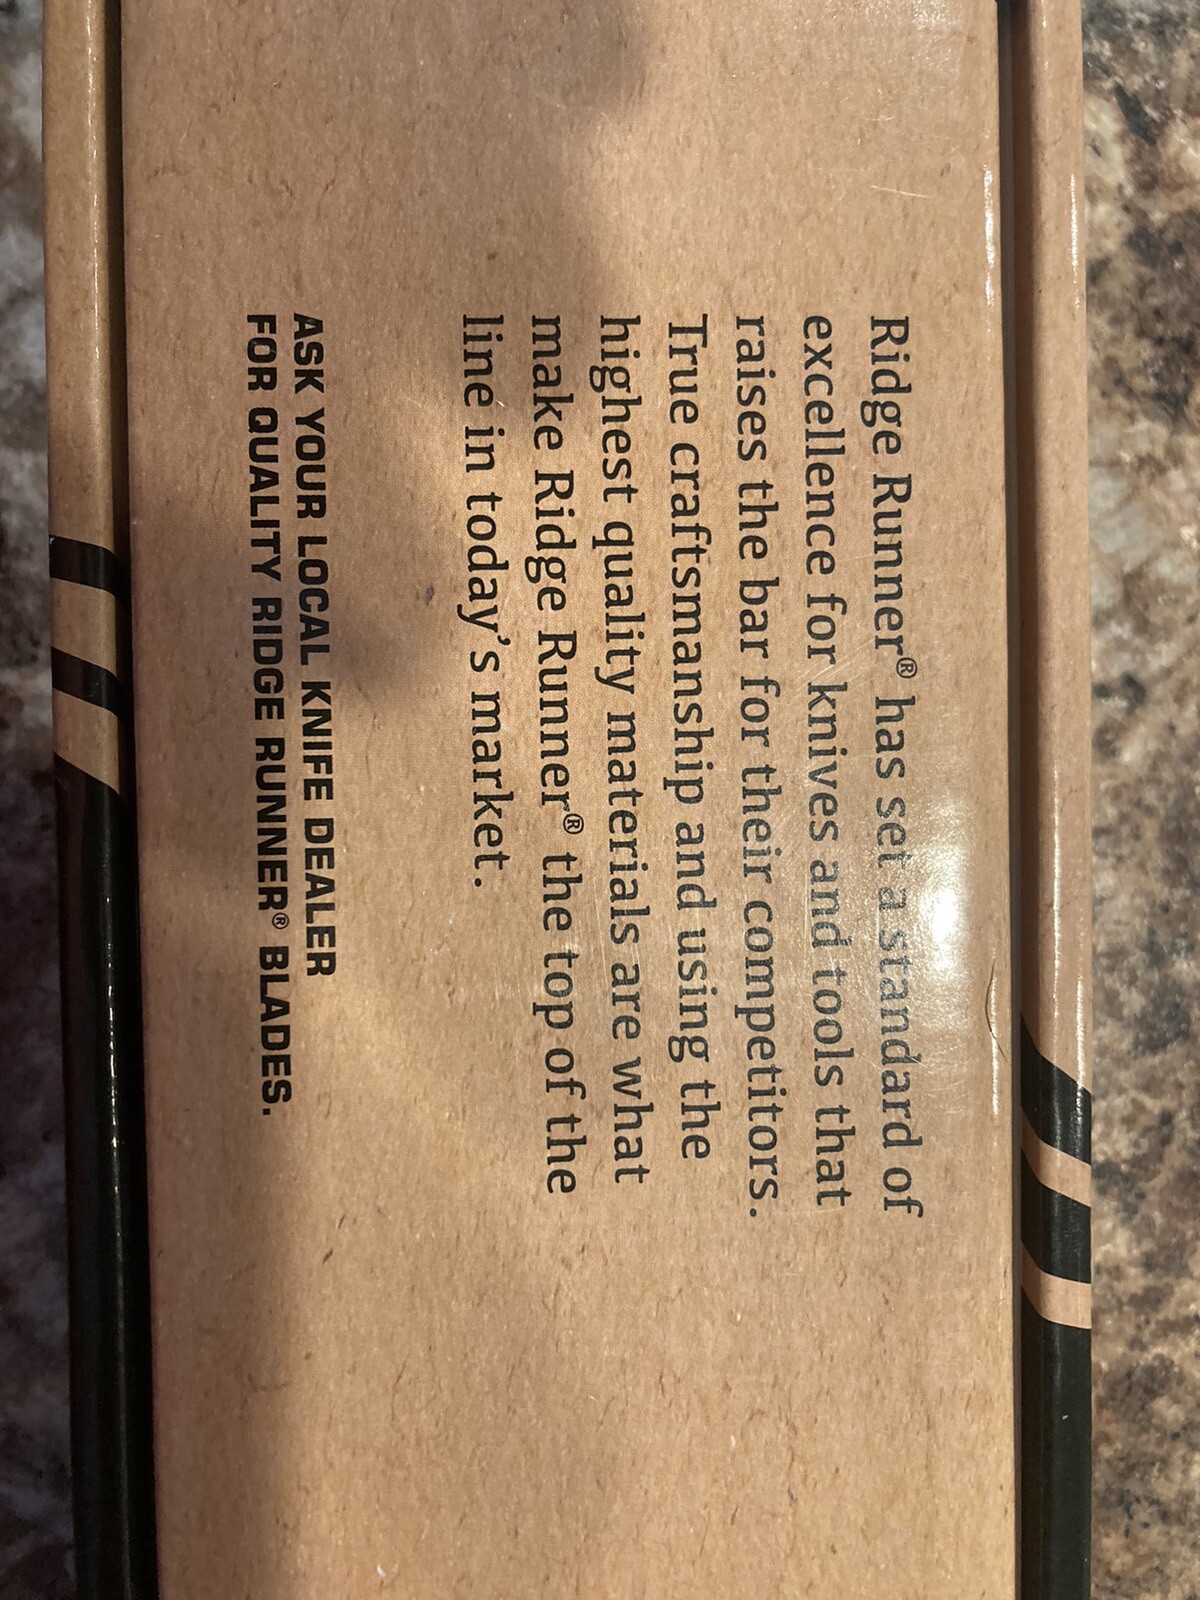 Ridge Runner® has set a standard of
excellence for knives and tools that
raises the bar for their competitors.
True craftsmanship and using the
highest quality materials are what
make Ridge Runner® the top of the
line in today's market.
ASK YOUR LOCAL KNIFE DEALER
FOR QUALITY RIDGE RUNNER® BLADES.